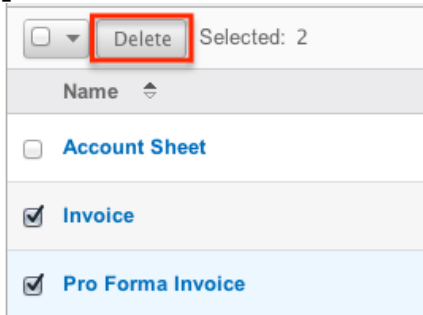 Delete Selected: 2
Name
Account Sheet
Invoice
Pro Forma Invoice